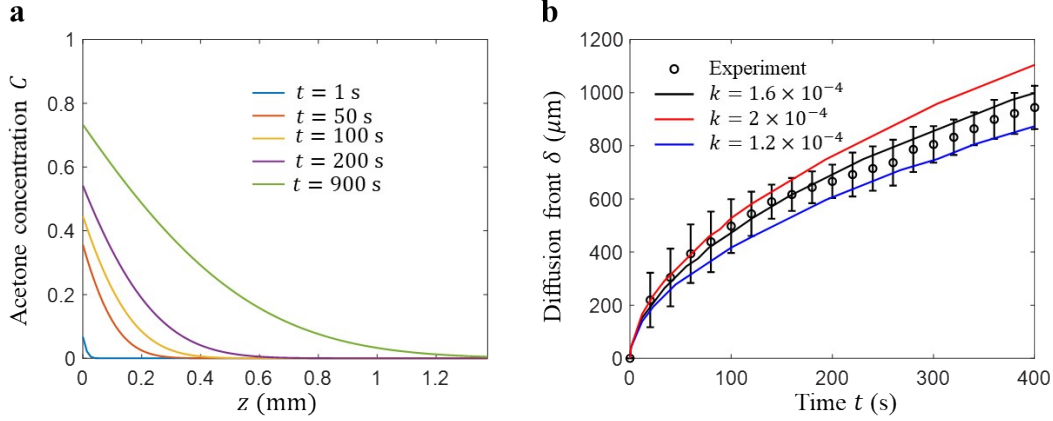 a
1
0.8
0.6
0.4
0.2
0
0
0.2
0.4
0.6
0.8
1
1.2
Acetone concentration C
z (mm)
t = 1 s
t = 50 s
t = 100 s
t = 200 s
t = 900 s
b
1200
1000
800
600
400
200
0
0
100
200
300
400
Diffusion front δ (μm)
Time t (s)
Experiment
k = 1.6 × 10⁻⁴
k = 2 × 10⁻⁴
k = 1.2 × 10⁻⁴